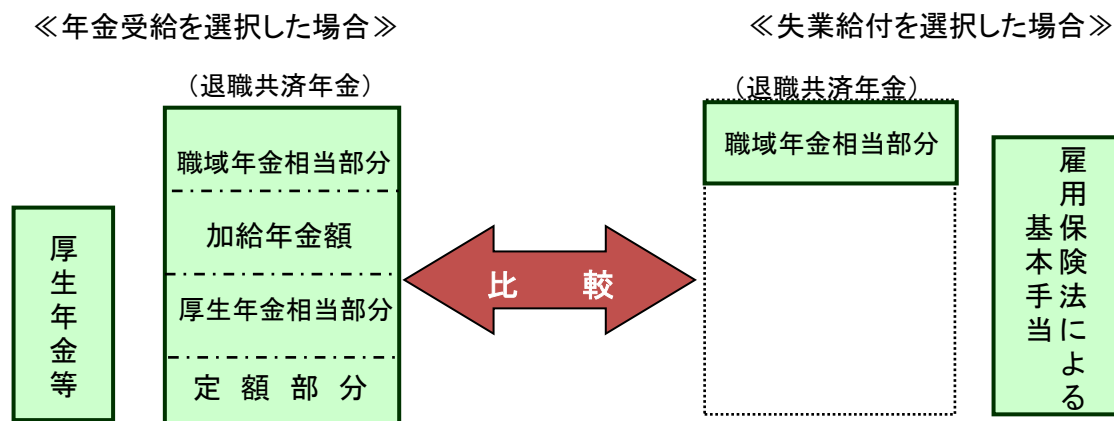 ≪年金受給を選択した場合≫
≪失業給付を選択した場合≫
（退職共済年金）
職域年金相当部分
加給年金額
厚生年金相当部分
定額部分
厚生年金等
比較
（退職共済年金）
職域年金相当部分
雇用保険法による
基本手当